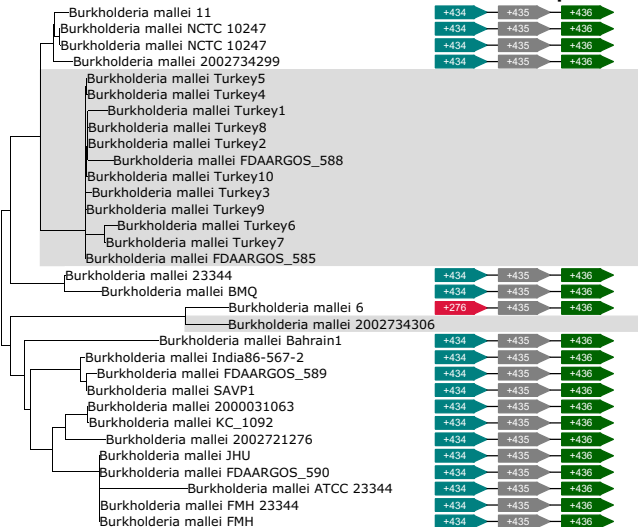 Burkholderia mallei 11 +434 +435 +436
Burkholderia mallei NCTC 10247 +434 +435 +436
Burkholderia mallei NCTC 10247 +434 +435 +436
Burkholderia mallei 2002734299 +434 +435 +436
Burkholderia mallei Turkey5
Burkholderia mallei Turkey4
Burkholderia mallei Turkey1
Burkholderia mallei Turkey8
Burkholderia mallei Turkey2
Burkholderia mallei FDAARGOS_588
Burkholderia mallei Turkey10
Burkholderia mallei Turkey3
Burkholderia mallei Turkey9
Burkholderia mallei Turkey6
Burkholderia mallei Turkey7
Burkholderia mallei FDAARGOS_585
Burkholderia mallei 23344 +434 +435 +436
Burkholderia mallei BMQ +434 +435 +436
Burkholderia mallei 6 +276 +435 +436
Burkholderia mallei 2002734306
Burkholderia mallei Bahrain1 +434 +435 +436
Burkholderia mallei India86-567-2 +434 +435 +436
Burkholderia mallei FDAARGOS_589 +434 +435 +436
Burkholderia mallei SAVP1 +434 +435 +436
Burkholderia mallei 2000031063 +434 +435 +436
Burkholderia mallei KC_1092 +434 +435 +436
Burkholderia mallei 2002721276 +434 +435 +436
Burkholderia mallei JHU +434 +435 +436
Burkholderia mallei FDAARGOS_590 +434 +435 +436
Burkholderia mallei ATCC 23344 +434 +435 +436
Burkholderia mallei FMH 23344 +434 +435 +436
Burkholderia mallei FMH +434 +435 +436